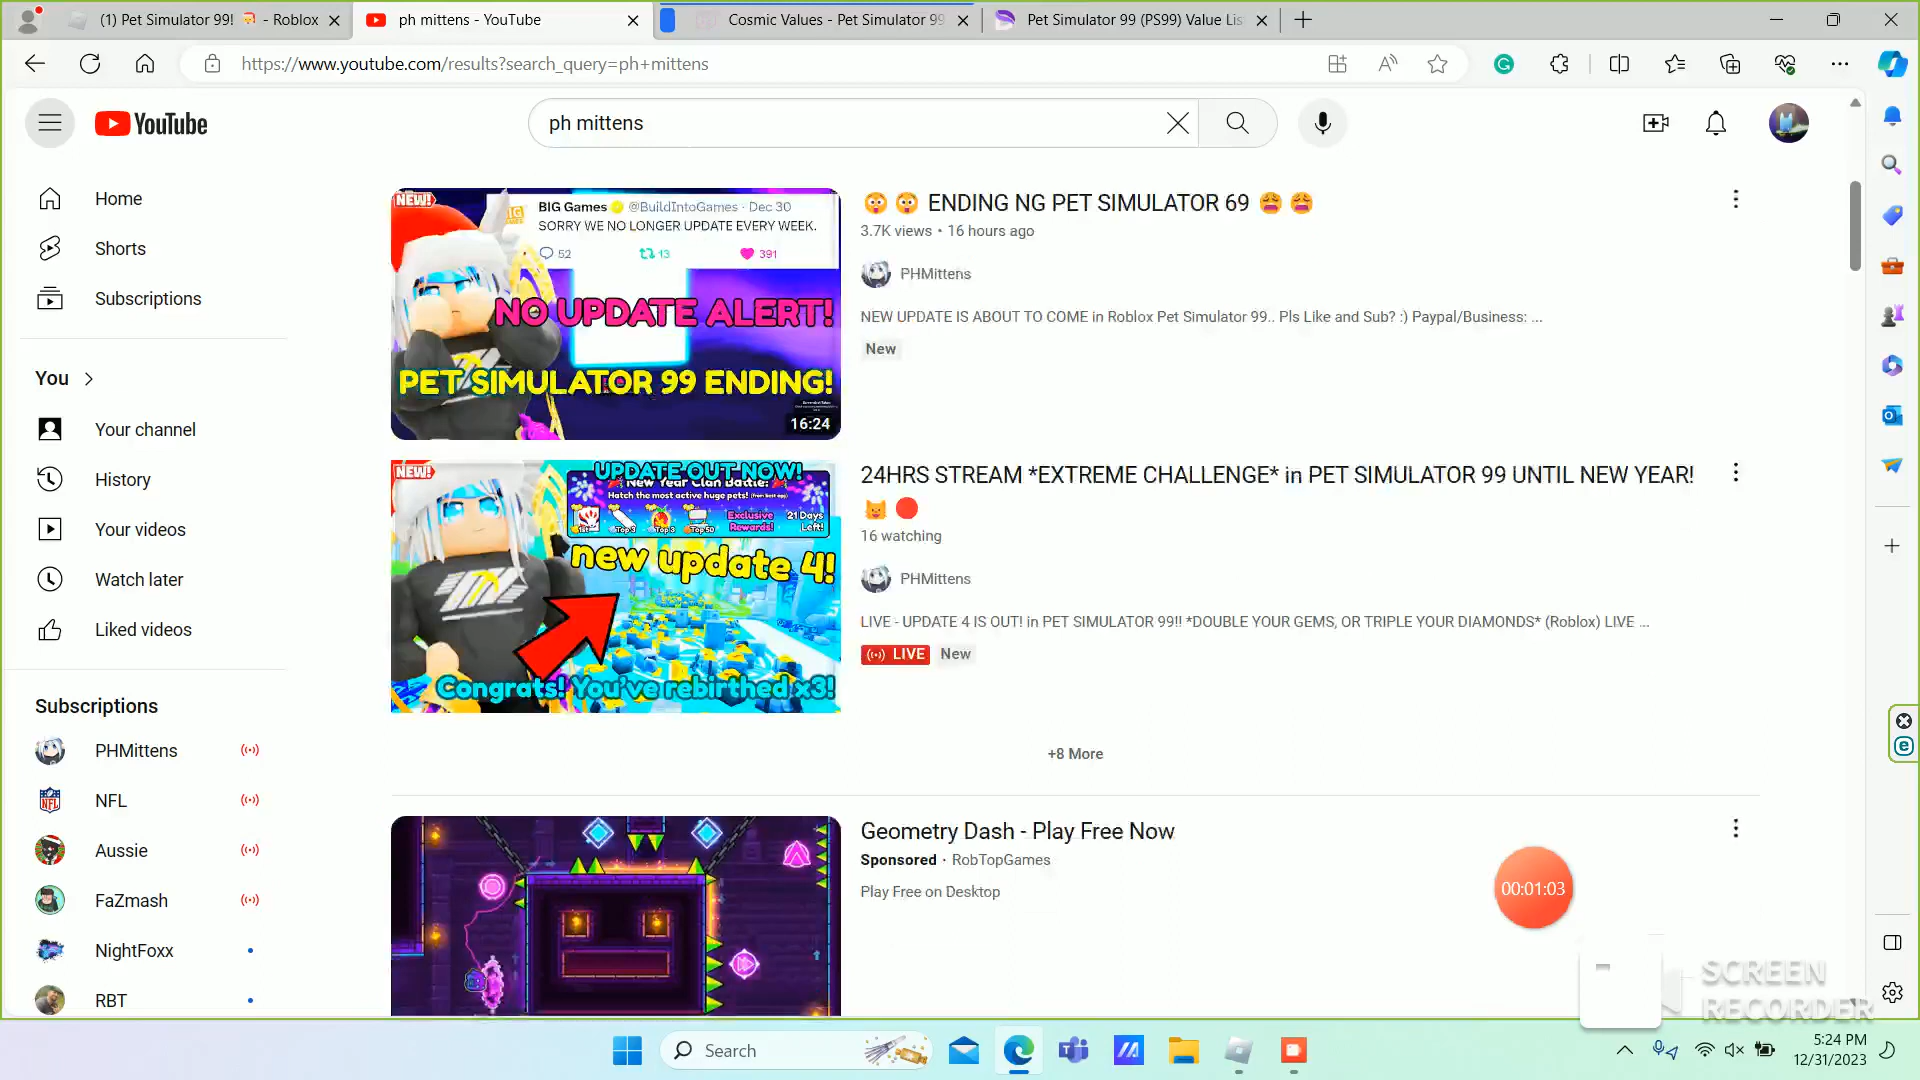 (1) Pet Simulator 99! - Roblox
ph mittens - YouTube
Cosmic Values - Pet Simulator 99
Pet Simulator 99 (PS99) Value Lis
https://www.youtube.com/results?search_query=ph+mittens
YouTube
ph mittens
Home
Shorts
Subscriptions
You
Your channel
History
Your videos
Watch later
Liked videos
Subscriptions
PHMittens
NFL
Aussie
FaZmash
NightFoxx
RBT
NEW!
BIG Games @BuildIntoGames · Dec 30
SORRY WE NO LONGER UPDATE EVERY WEEK.
52 13 391
NO UPDATE ALERT!
PET SIMULATOR 99 ENDING!
16:24
😳 😳 ENDING NG PET SIMULATOR 69 😩 😩
3.7K views • 16 hours ago
PHMittens
NEW UPDATE IS ABOUT TO COME in Roblox Pet Simulator 99.. Pls Like and Sub? :) Paypal/Business: ...
New
NEW!
UPDATE OUT NOW!
New Year Clan Battle!
Hatch the most active huge pets! (from best egg)
Exclusive Rewards!
21 Days Left!
Top 3
Top 50
new update 4!
Congrats! You've rebirthed x3!
24HRS STREAM *EXTREME CHALLENGE* in PET SIMULATOR 99 UNTIL NEW YEAR!
😺 🔴
16 watching
PHMittens
LIVE - UPDATE 4 IS OUT! in PET SIMULATOR 99!! *DOUBLE YOUR GEMS, OR TRIPLE YOUR DIAMONDS* (Roblox) LIVE ...
LIVE New
+8 More
Geometry Dash - Play Free Now
Sponsored · RobTopGames
Play Free on Desktop
00:01:03
SCREEN
RECORDER
Search
5:24 PM
12/31/2023